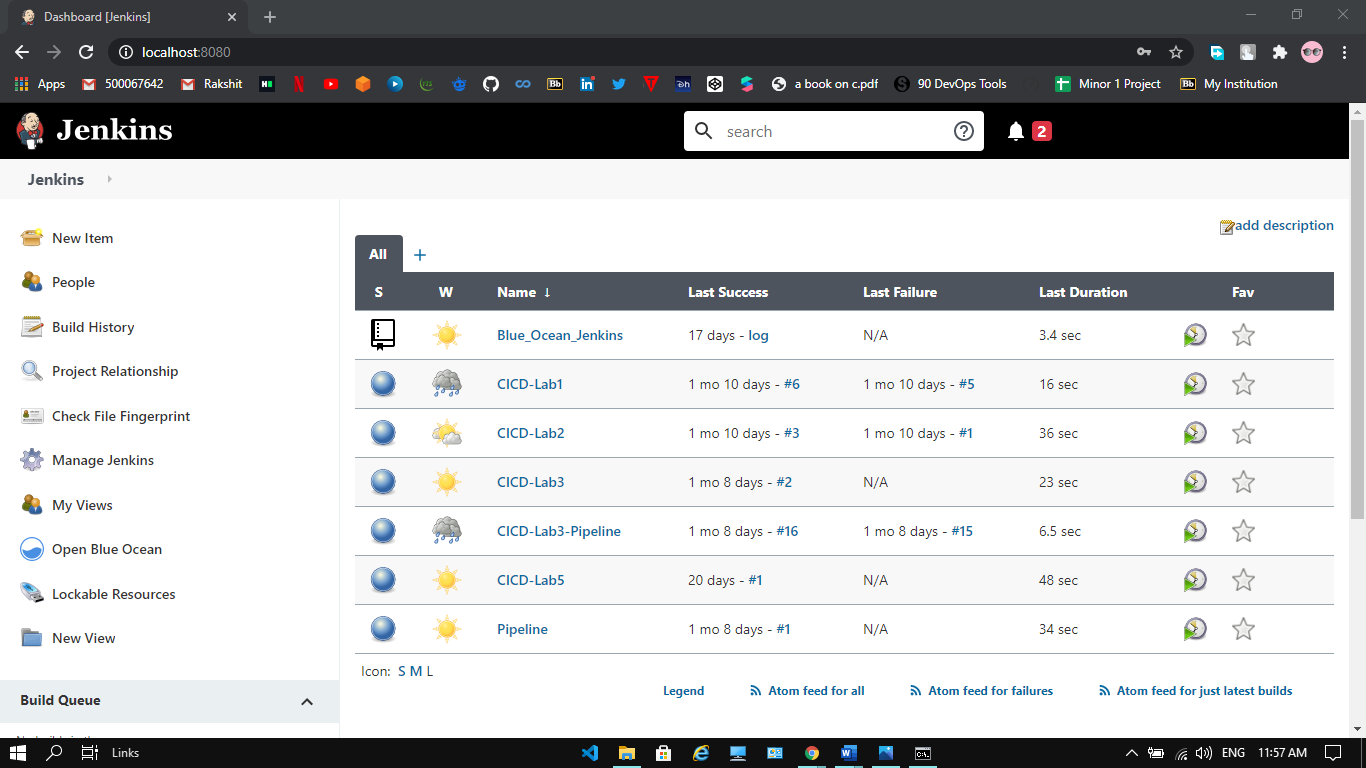 Dashboard [Jenkins]
localhost:8080
Apps 500067642 Rakshit a book on c.pdf 90 DevOps Tools Minor 1 Project Bb My Institution
Jenkins search 2
Jenkins
add description
New Item
People
Build History
Project Relationship
Check File Fingerprint
Manage Jenkins
My Views
Open Blue Ocean
Lockable Resources
New View
Build Queue
All +
S W Name ↓ Last Success Last Failure Last Duration Fav
Blue_Ocean_Jenkins 17 days - log N/A 3.4 sec
CICD-Lab1 1 mo 10 days - #6 1 mo 10 days - #5 16 sec
CICD-Lab2 1 mo 10 days - #3 1 mo 10 days - #1 36 sec
CICD-Lab3 1 mo 8 days - #2 N/A 23 sec
CICD-Lab3-Pipeline 1 mo 8 days - #16 1 mo 8 days - #15 6.5 sec
CICD-Lab5 20 days - #1 N/A 48 sec
Pipeline 1 mo 8 days - #1 N/A 34 sec
Icon: S M L
Legend Atom feed for all Atom feed for failures Atom feed for just latest builds
Links ENG 11:57 AM